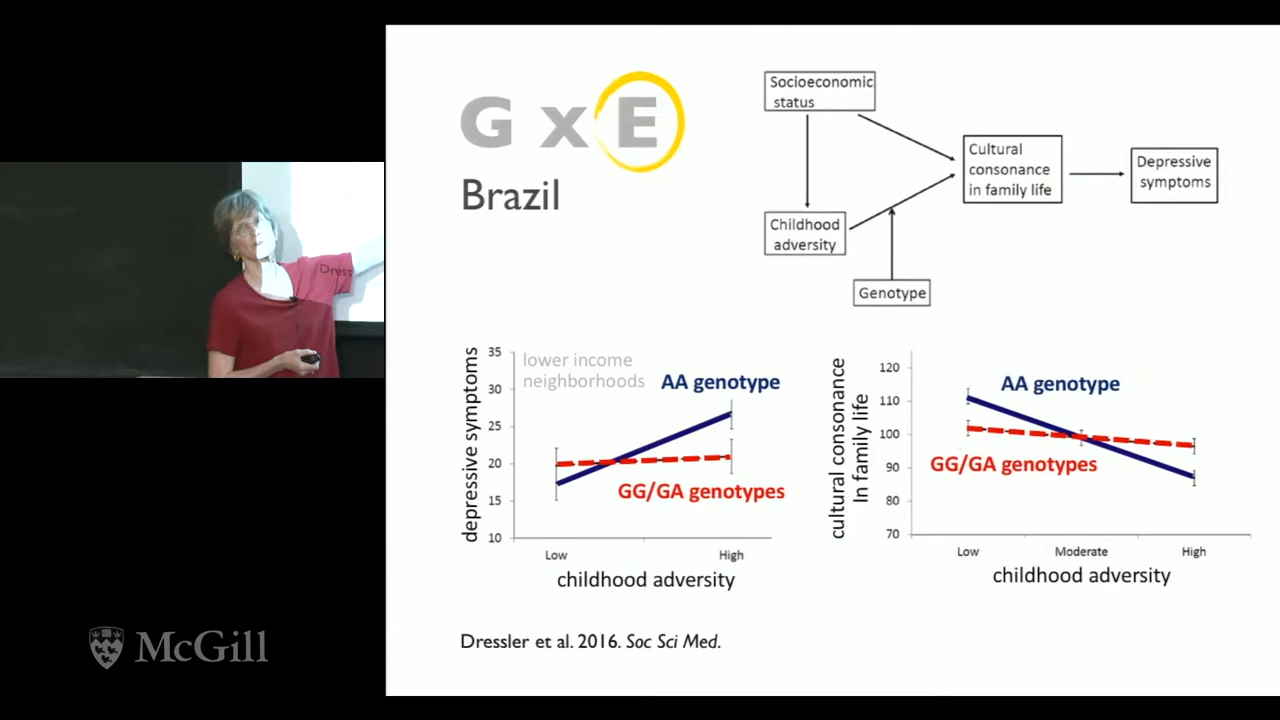 G x E
Brazil
Socioeconomic
status
Cultural
consonance
in family life
Depressive
symptoms
Childhood
adversity
Genotype
depressive symptoms
35
30
25
20
15
10
lower income
neighborhoods
AA genotype
GG/GA genotypes
Low
High
childhood adversity
cultural consonance
In family life
120
110
100
90
80
70
AA genotype
GG/GA genotypes
Low
Moderate
High
childhood adversity
Dressler et al. 2016. Soc Sci Med.
Dress
McGill